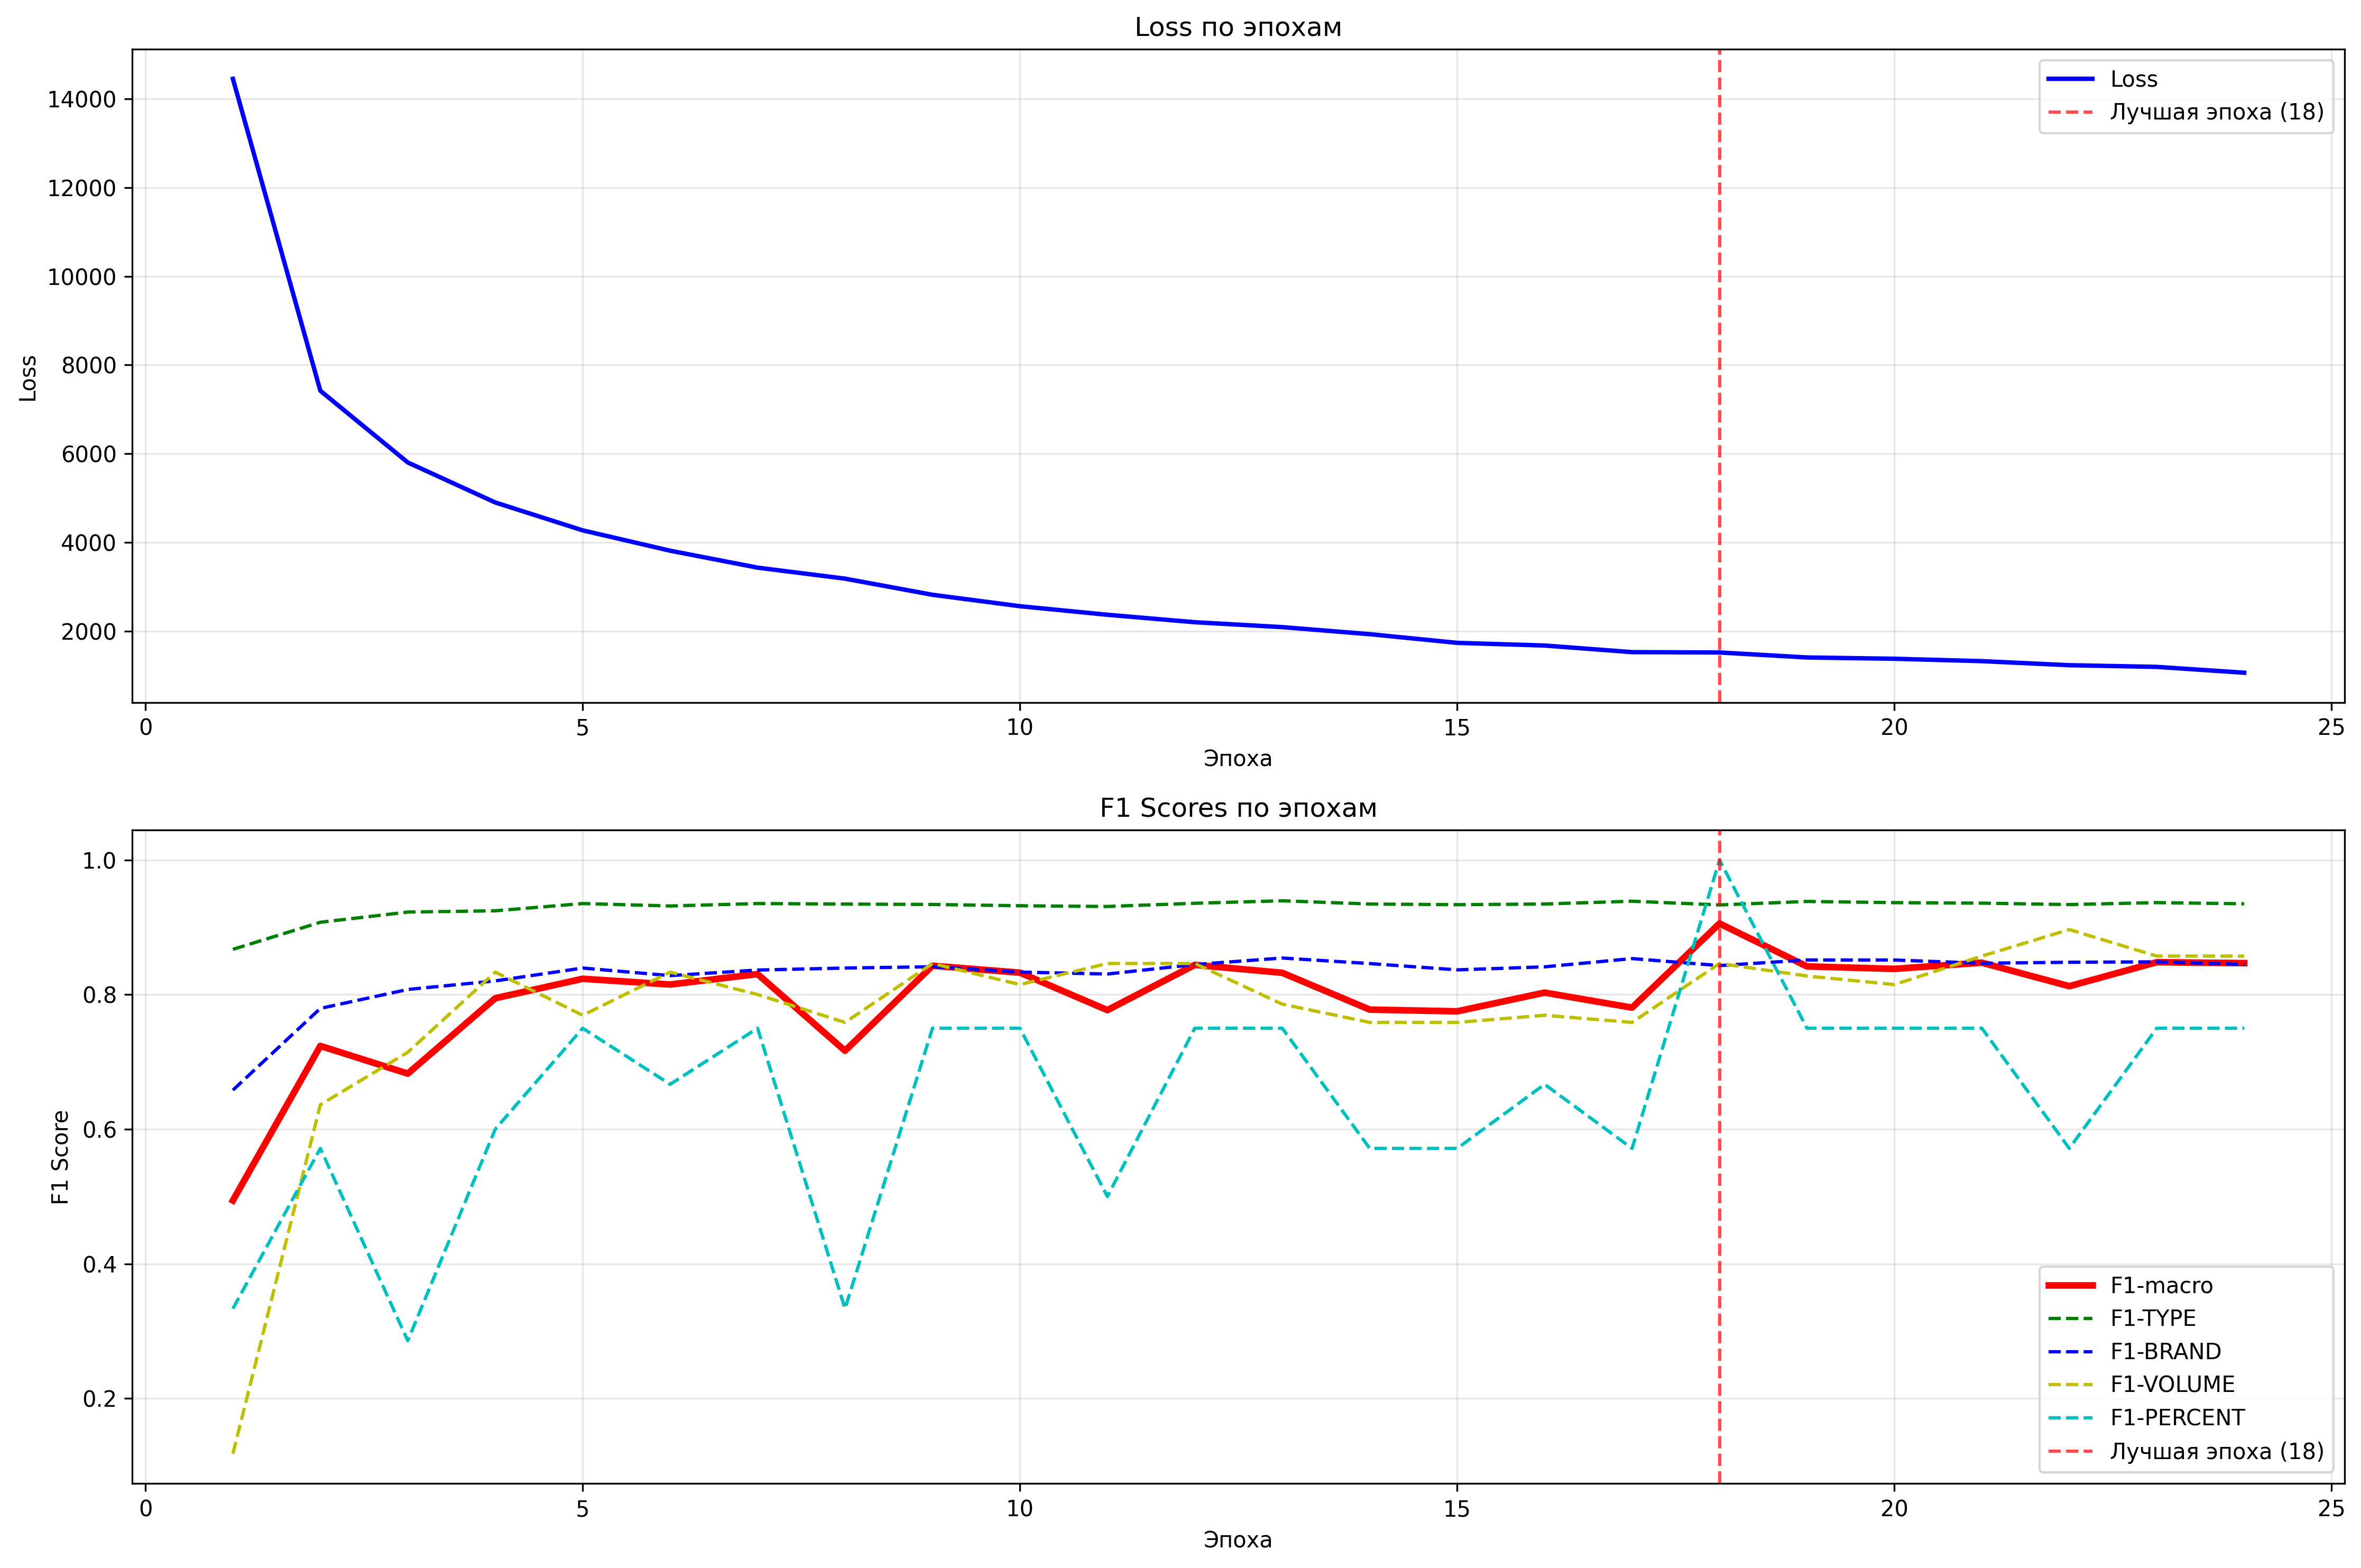 Loss по эпохам
Loss
14000
12000
10000
8000
6000
4000
2000
0
5
10
15
20
25
Эпоха
Loss
Лучшая эпоха (18)
F1 Scores по эпохам
F1 Score
1.0
0.8
0.6
0.4
0.2
0
5
10
15
20
25
Эпоха
F1-macro
F1-TYPE
F1-BRAND
F1-VOLUME
F1-PERCENT
Лучшая эпоха (18)